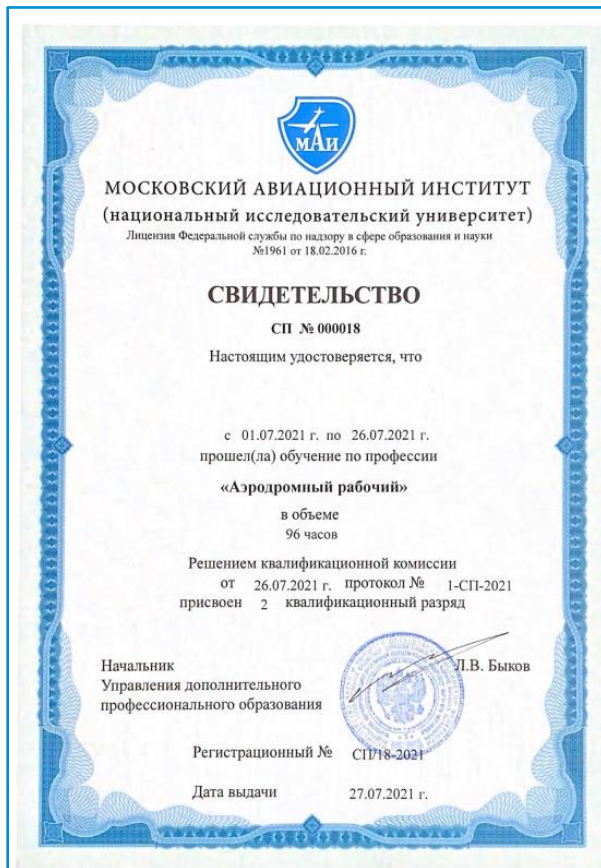 МАИ
МОСКОВСКИЙ АВИАЦИОННЫЙ ИНСТИТУТ
(национальный исследовательский университет)
Лицензия Федеральной службы по надзору в сфере образования и науки
№1961 от 18.02.2016 г.
СВИДЕТЕЛЬСТВО
СП № 000018
Настоящим удостоверяется, что
с 01.07.2021 г. по 26.07.2021 г.
прошел(ла) обучение по профессии
«Аэродромный рабочий»
в объеме
96 часов
Решением квалификационной комиссии
от 26.07.2021 г. протокол № 1-СП-2021
присвоен 2 квалификационный разряд
Начальник Л.В. Быков
Управления дополнительного
профессионального образования
Регистрационный № СП/18-2021
Дата выдачи 27.07.2021 г.